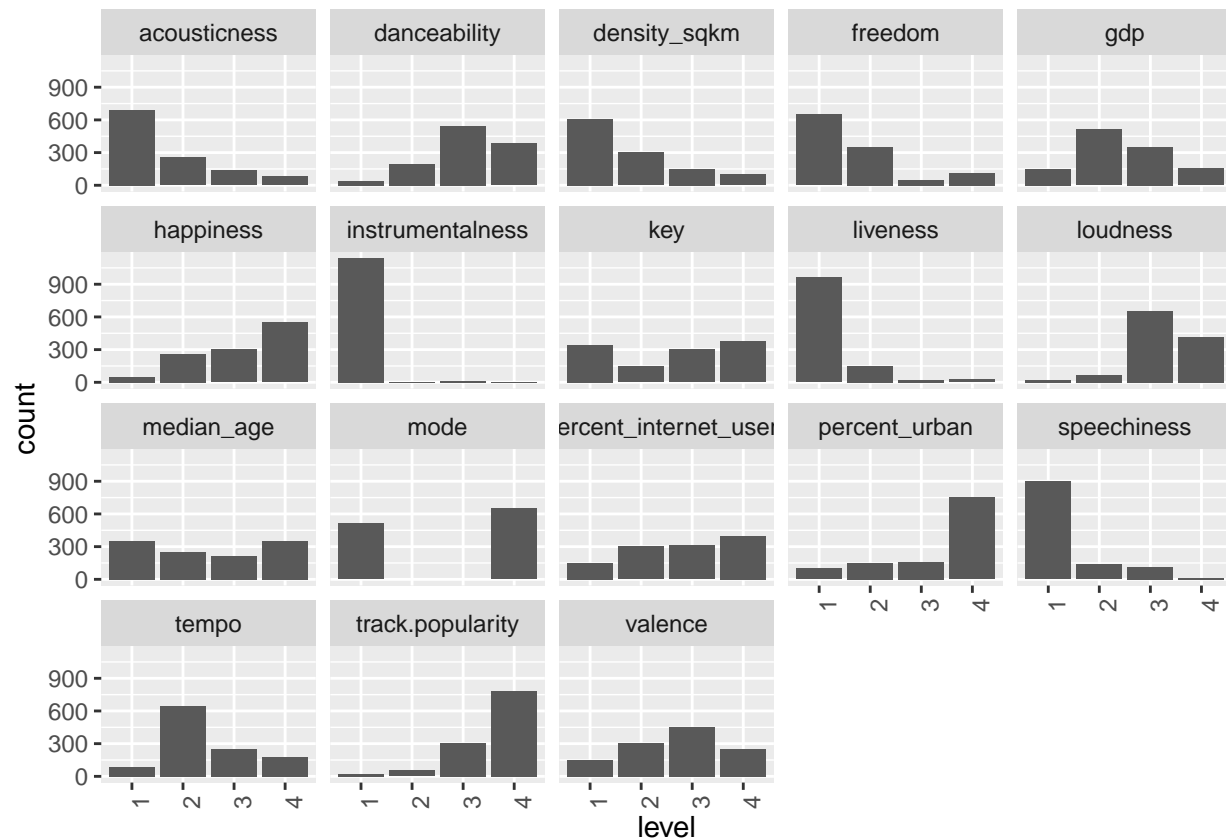 acousticness danceability density_sqkm freedom gdp
900
600
300
0
happiness instrumentalness key liveness loudness
900
600
300
0
median_age mode ercent_internet_user percent_urban speechiness
900
600
300
0
1 2 3 4 1 2 3 4
tempo track.popularity valence
900
600
300
0
1 2 3 4 1 2 3 4 1 2 3 4
level
count